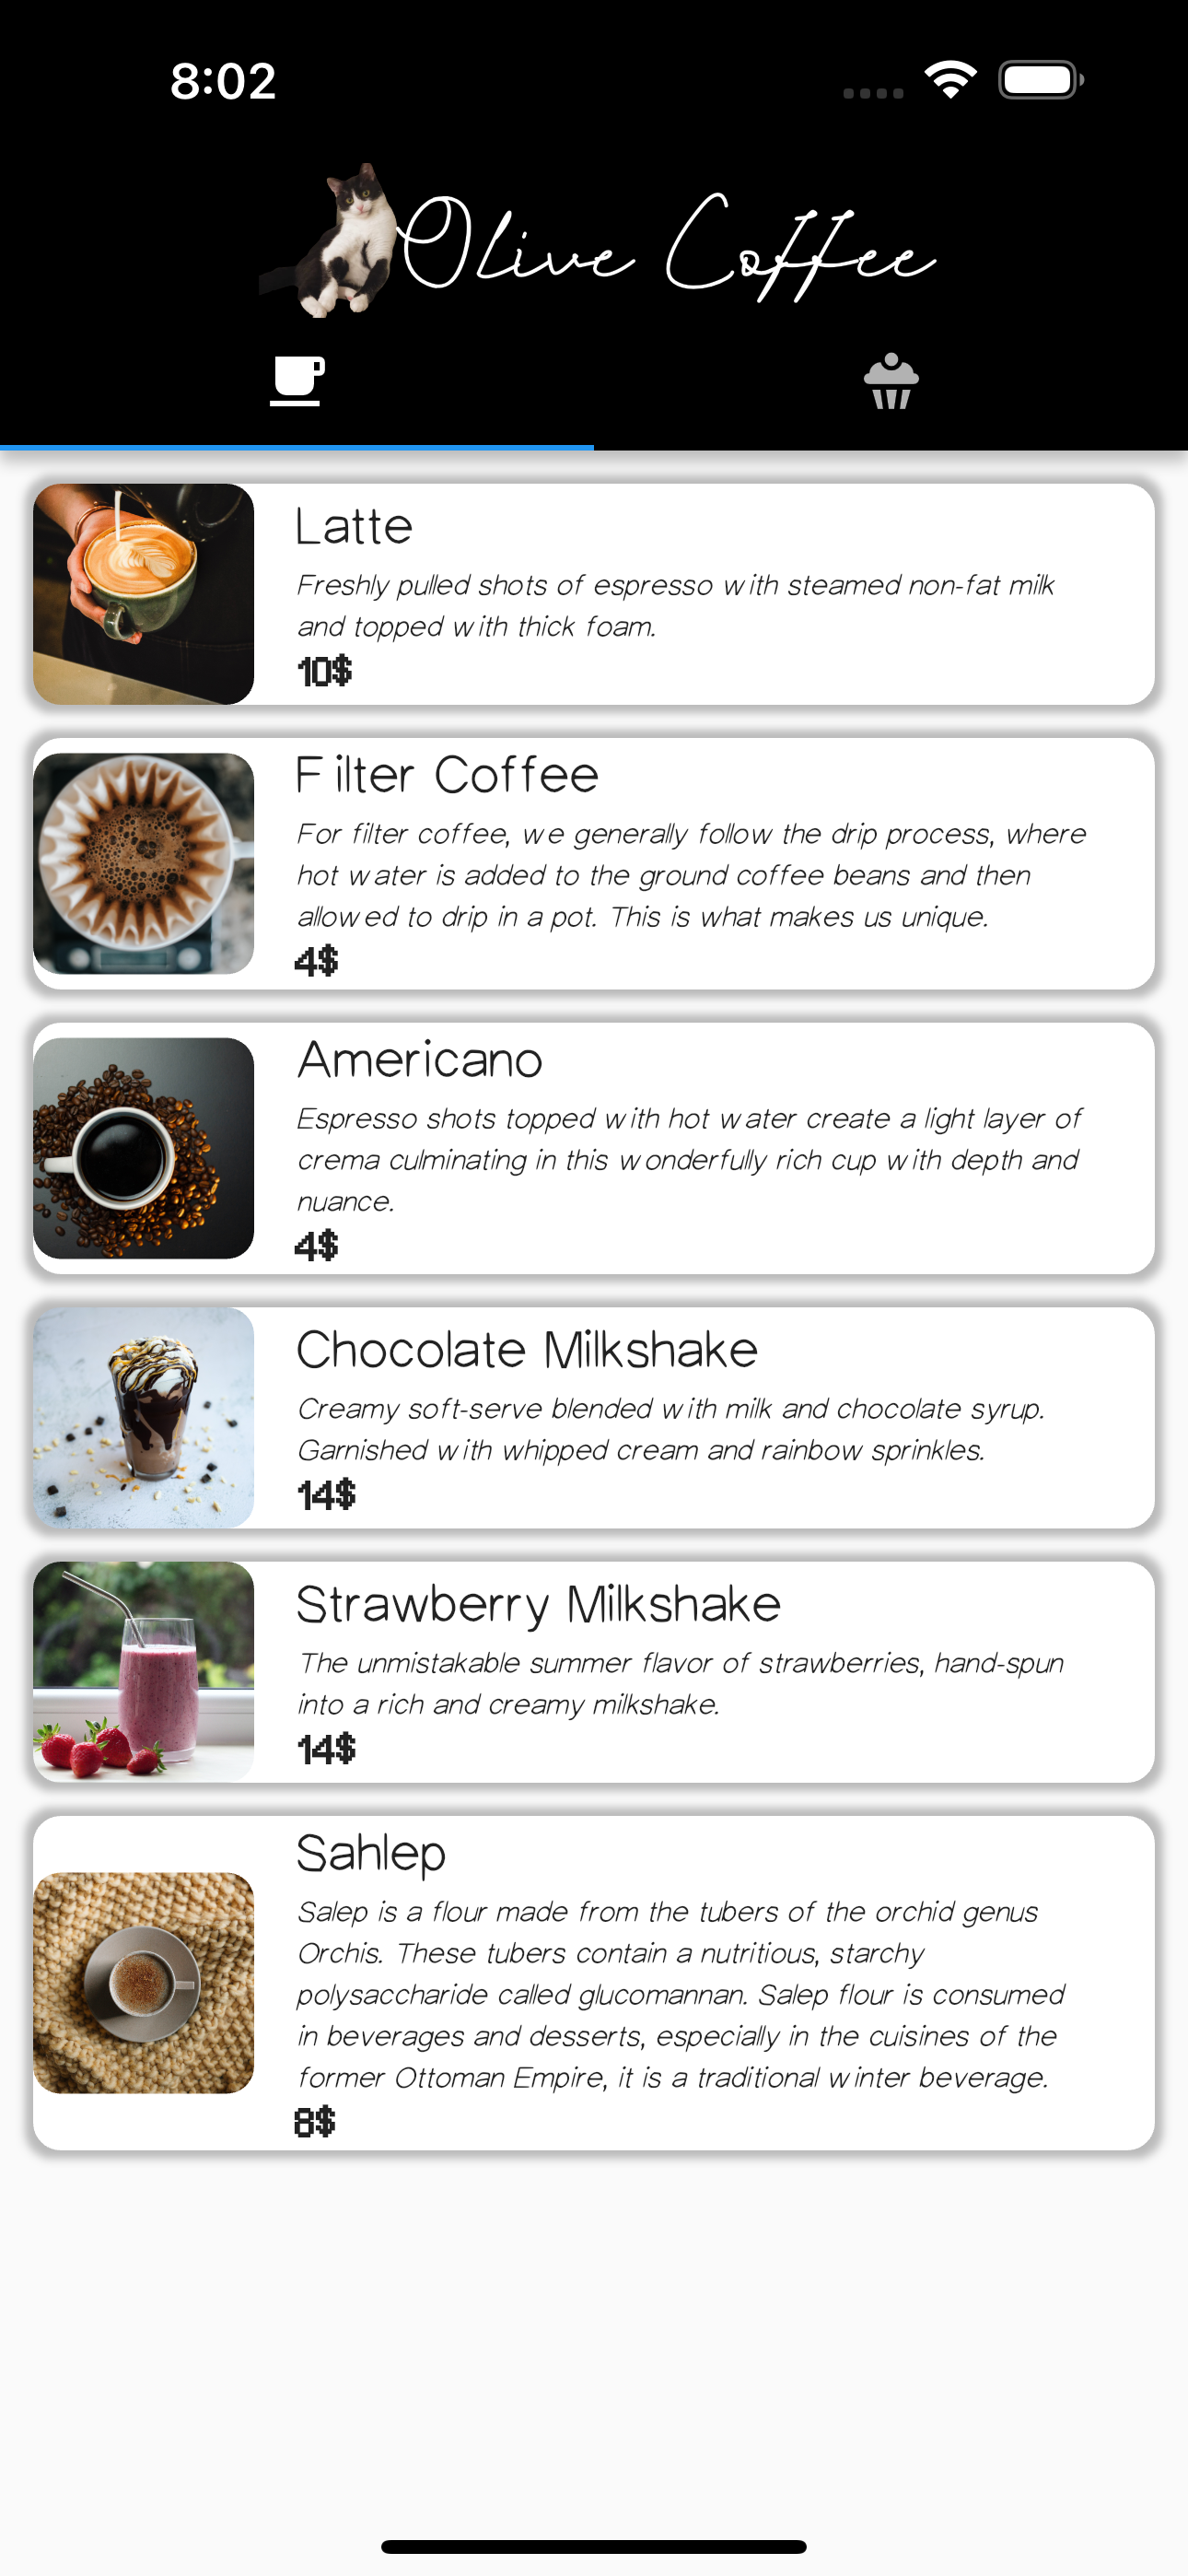 8:02
Olive Coffee
Latte
Freshly pulled shots of espresso with steamed non-fat milk
and topped with thick foam.
10$
Filter Coffee
For filter coffee, we generally follow the drip process, where
hot water is added to the ground coffee beans and then
allowed to drip in a pot. This is what makes us unique.
4$
Americano
Espresso shots topped with hot water create a light layer of
crema culminating in this wonderfully rich cup with depth and
nuance.
4$
Chocolate Milkshake
Creamy soft-serve blended with milk and chocolate syrup.
Garnished with whipped cream and rainbow sprinkles.
14$
Strawberry Milkshake
The unmistakable summer flavor of strawberries, hand-spun
into a rich and creamy milkshake.
14$
Sahlep
Salep is a flour made from the tubers of the orchid genus
Orchis. These tubers contain a nutritious, starchy
polysaccharide called glucomannan. Salep flour is consumed
in beverages and desserts, especially in the cuisines of the
former Ottoman Empire, it is a traditional winter beverage.
8$